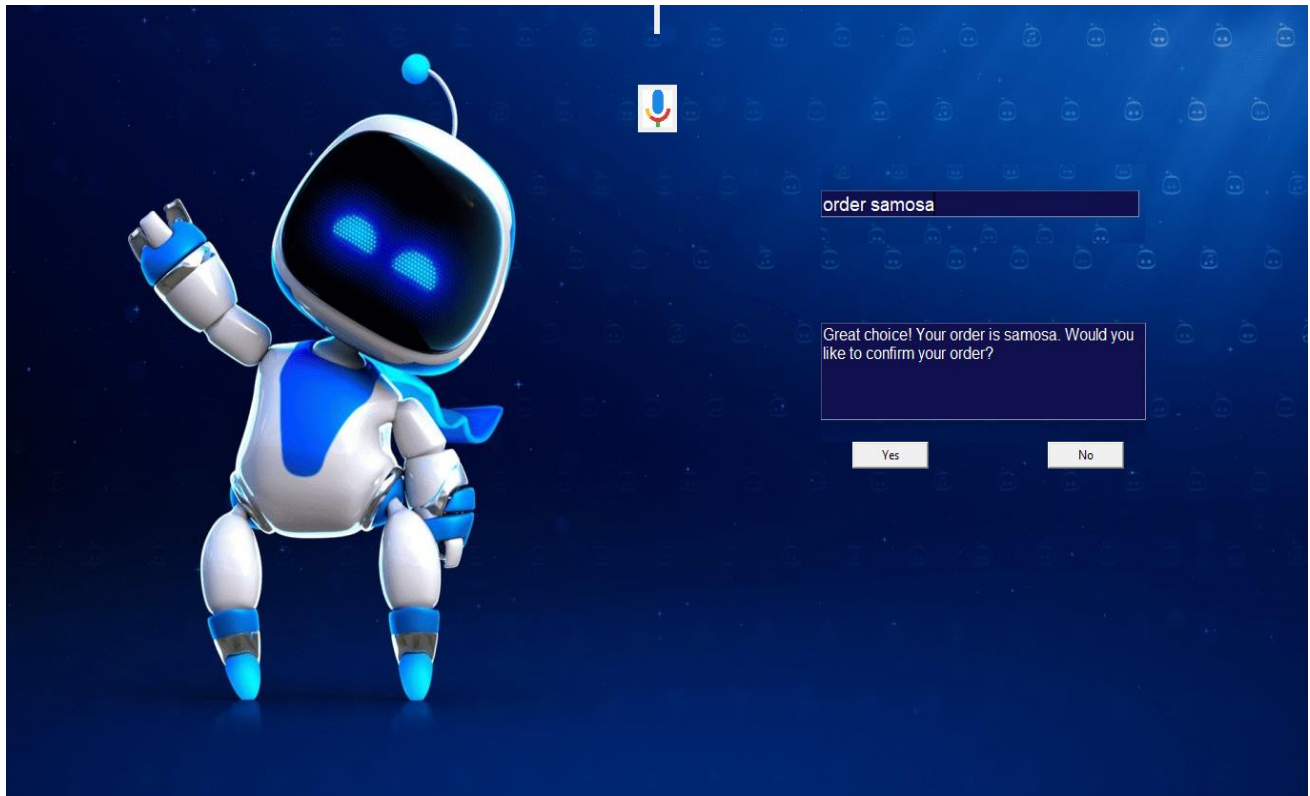 order samosa
Great choice! Your order is samosa. Would you
like to confirm your order?
Yes
No